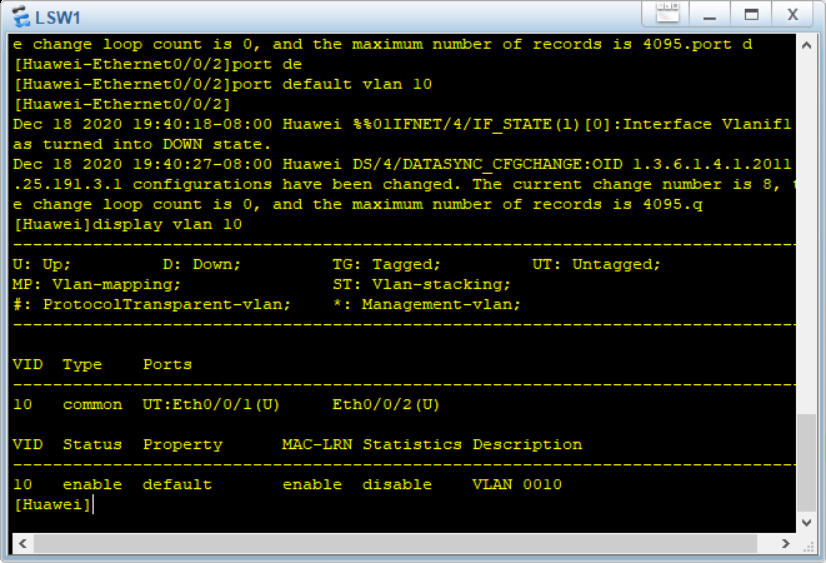 LSW1
e change loop count is 0, and the maximum number of records is 4095.port d
[Huawei-Ethernet0/0/2]port de
[Huawei-Ethernet0/0/2]port default vlan 10
[Huawei-Ethernet0/0/2]
Dec 18 2020 19:40:18-08:00 Huawei %%01IFNET/4/IF_STATE(l)[0]:Interface Vlanif1
as turned into DOWN state.
Dec 18 2020 19:40:27-08:00 Huawei DS/4/DATASYNC_CFGCHANGE:OID 1.3.6.1.4.1.2011
.25.191.3.1 configurations have been changed. The current change number is 8, t
e change loop count is 0, and the maximum number of records is 4095.q
[Huawei]display vlan 10
--------------------------------------------------------------------------------
U: Up; D: Down; TG: Tagged; UT: Untagged;
MP: Vlan-mapping; ST: Vlan-stacking;
#: ProtocolTransparent-vlan; *: Management-vlan;
--------------------------------------------------------------------------------
VID Type Ports
--------------------------------------------------------------------------------
10 common UT:Eth0/0/1(U) Eth0/0/2(U)
VID Status Property MAC-LRN Statistics Description
--------------------------------------------------------------------------------
10 enable default enable disable VLAN 0010
[Huawei]